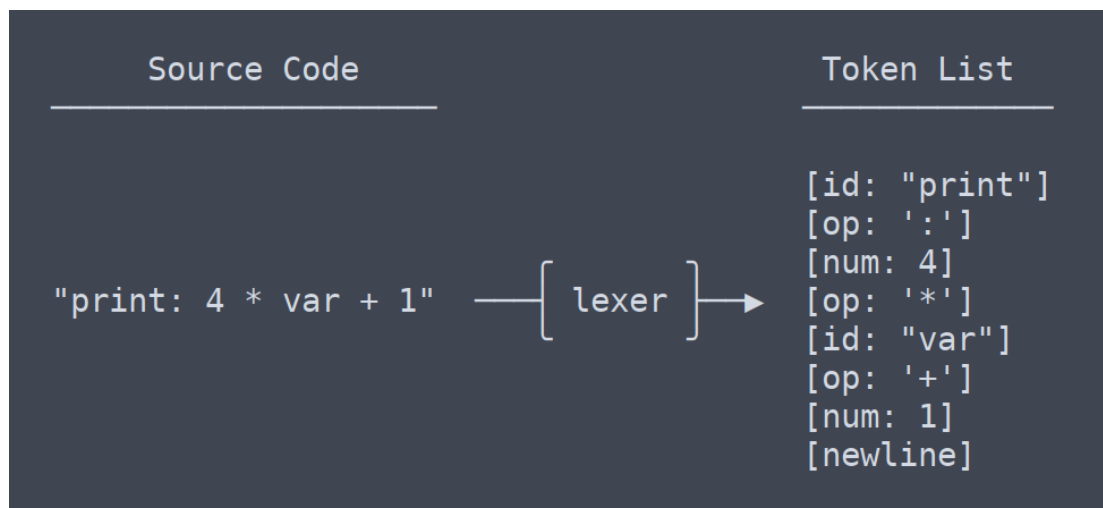 Source Code
Token List
[id: "print"]
[op: ':']
[num: 4]
"print: 4 * var + 1"
lexer
[op: '*']
[id: "var"]
[op: '+']
[num: 1]
[newline]